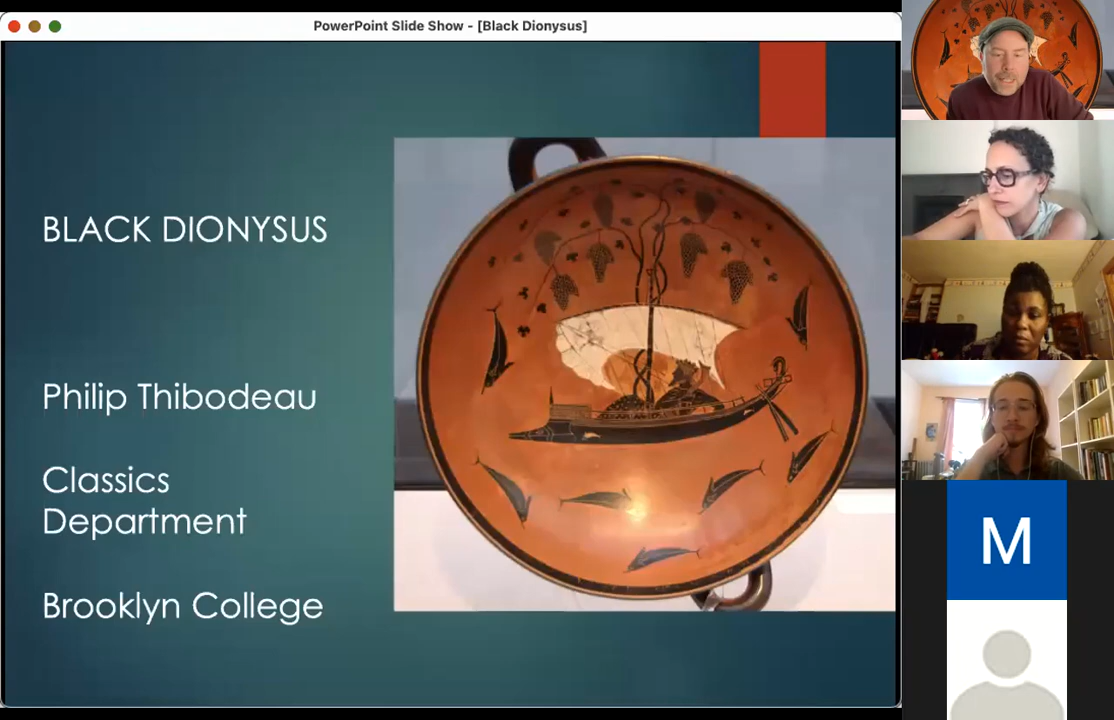 PowerPoint Slide Show - [Black Dionysus]
BLACK DIONYSUS
Philip Thibodeau
Classics
Department
Brooklyn College
M